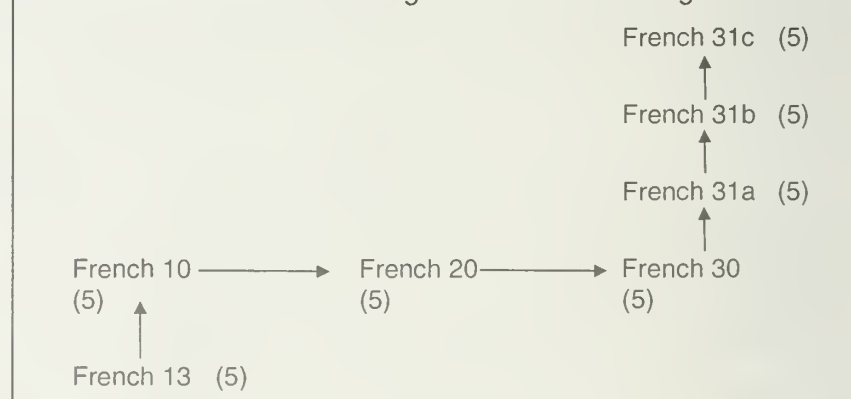 French 31c (5)
French 31b (5)
French 31a (5)
French 10 French 20 French 30
(5) (5) (5)
French 13 (5)